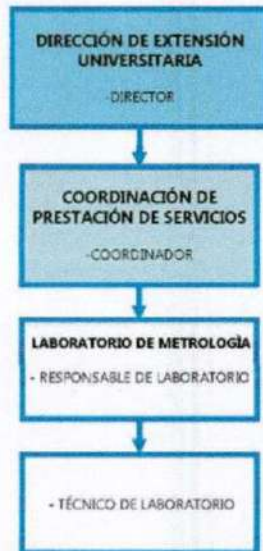 DIRECCIÓN DE EXTENSIÓN
UNIVERSITARIA
-DIRECTOR
COORDINACIÓN DE
PRESTACIÓN DE SERVICIOS
-COORDINADOR
LABORATORIO DE METROLOGÌA
- RESPONSABLE DE LABORATORIO
- TÉCNICO DE LABORATORIO